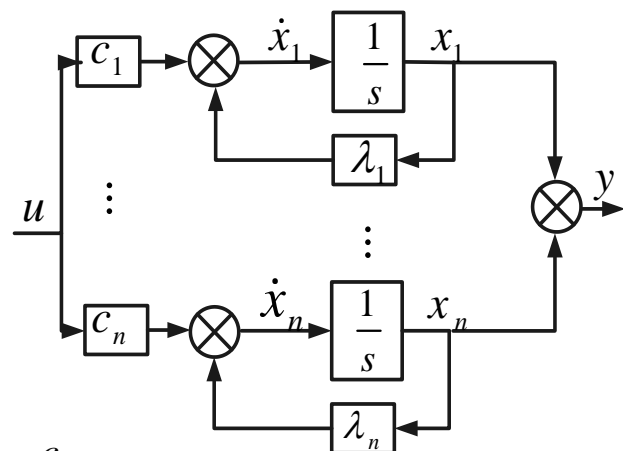 c₁ ẋ₁ 1/s x₁
λ₁
⋮
u
y
⋮
cₙ ẋₙ 1/s xₙ
λₙ